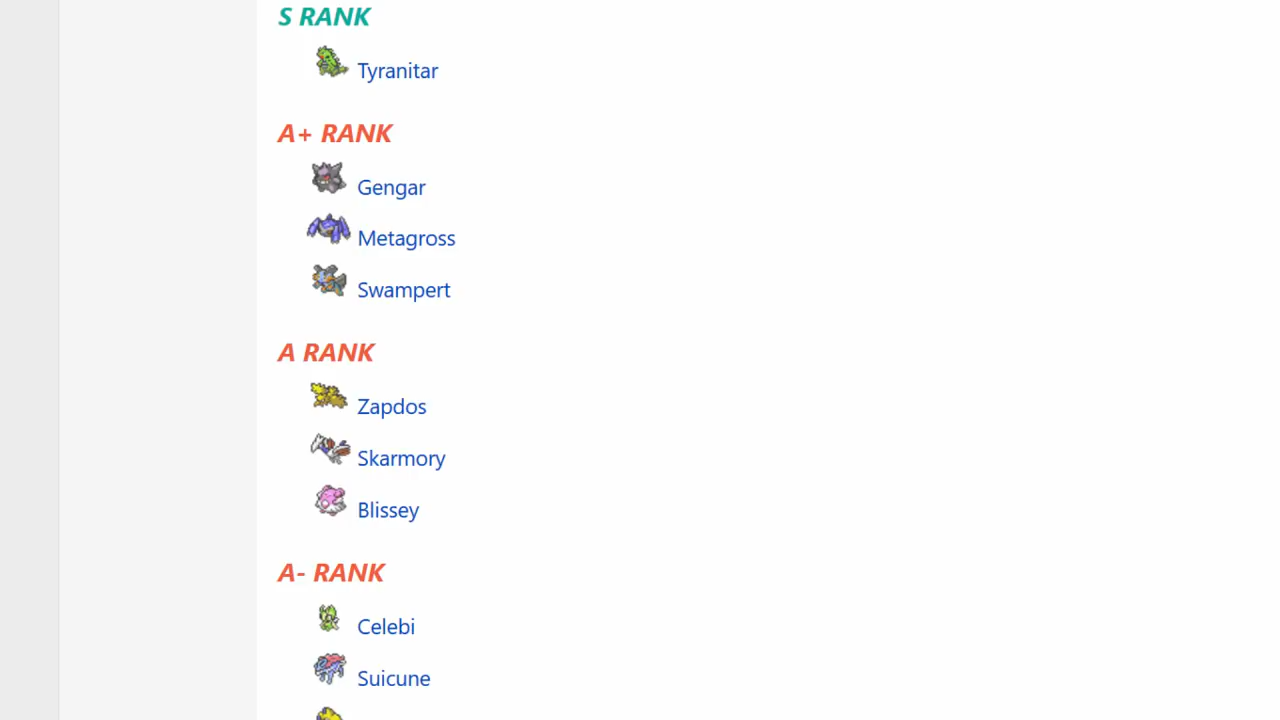 S RANK
Tyranitar
A+ RANK
Gengar
Metagross
Swampert
A RANK
Zapdos
Skarmory
Blissey
A- RANK
Celebi
Suicune